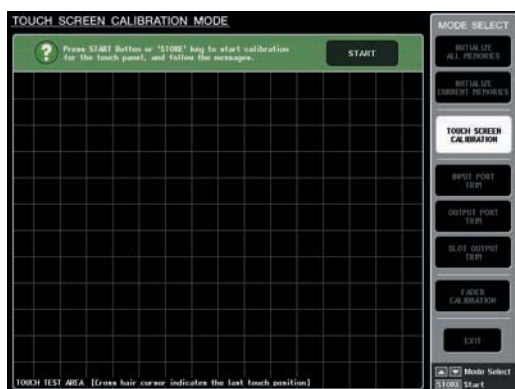 TOUCH SCREEN CALIBRATION MODE
Press START Button or 'STORE' key to start calibration
for the touch panel, and follow the messages.
START
TOUCH TEST AREA [Cross hair cursor indicates the last touch position]
MODE SELECT
INITIALIZE
ALL MEMORIES
INITIALIZE
CURRENT MEMORIES
TOUCH SCREEN
CALIBRATION
INPUT PORT
TRIM
OUTPUT PORT
TRIM
SLOT OUTPUT
TRIM
FADER
CALIBRATION
EXIT
Mode Select
STORE Start